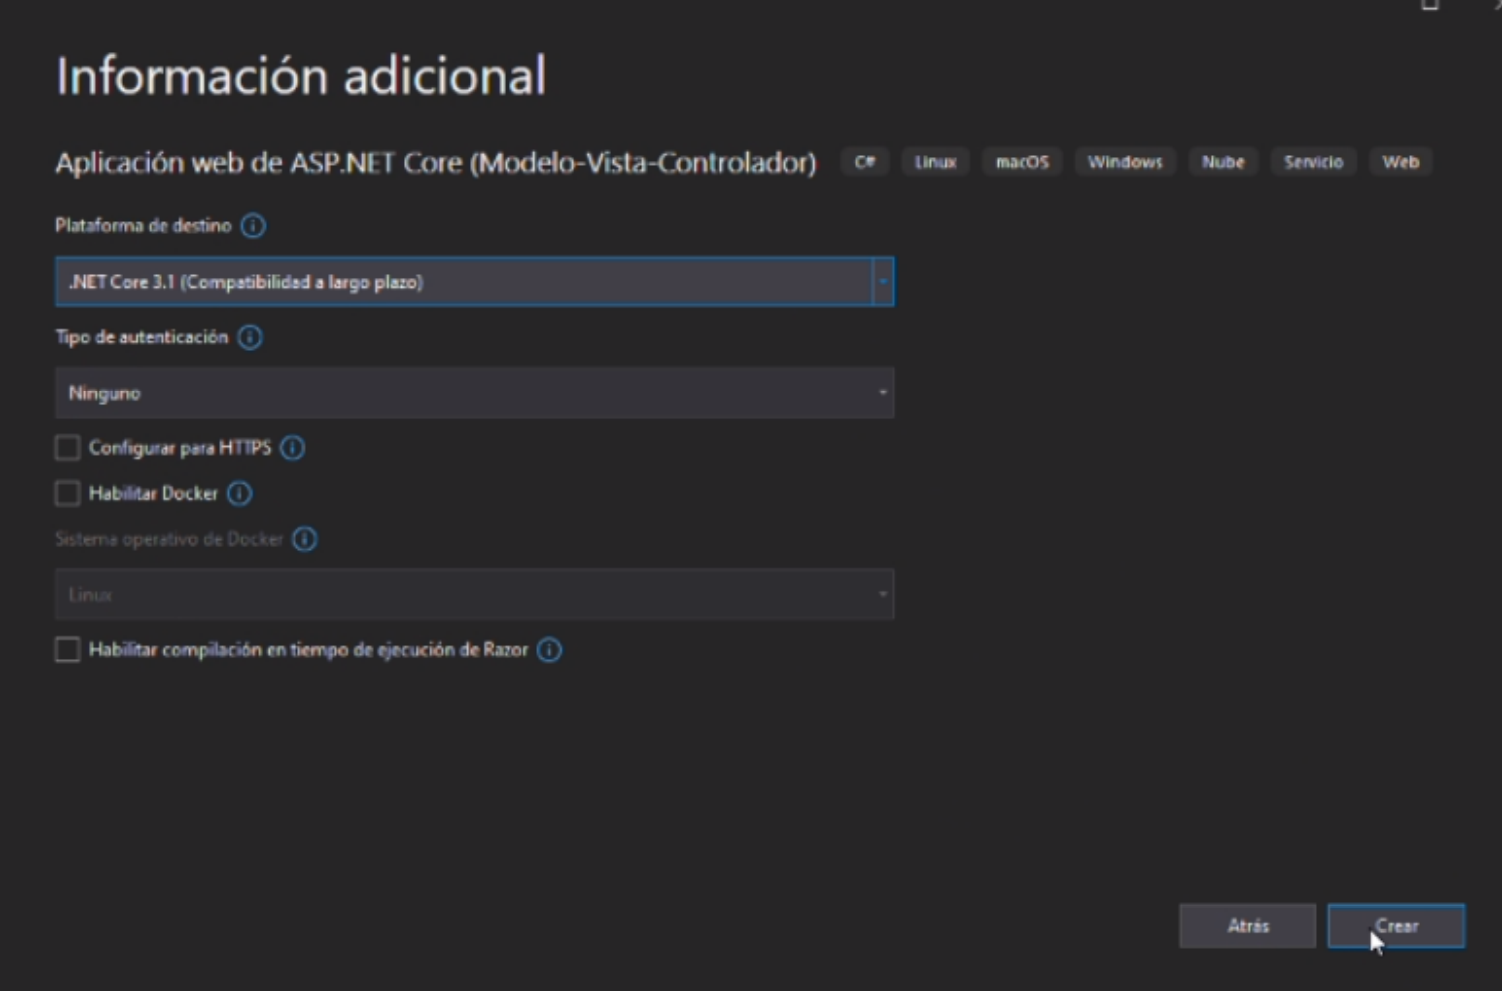 Información adicional
Aplicación web de ASP.NET Core (Modelo-Vista-Controlador) C# Linux macOS Windows Nube Servicio Web
Plataforma de destino
.NET Core 3.1 (Compatibilidad a largo plazo)
Tipo de autenticación
Ninguno
Configurar para HTTPS
Habilitar Docker
Sistema operativo de Docker
Linux
Habilitar compilación en tiempo de ejecución de Razor
Atrás Crear